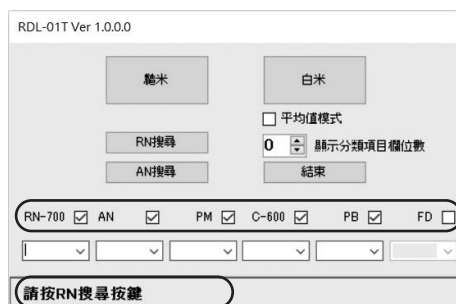 RDL-01T Ver 1.0.0.0
糙米 白米
平均值模式
RN搜尋 0 顯示分類項目欄位數
AN搜尋 結束
RN-700 AN PM C-600 PB FD
請按RN搜尋按鍵